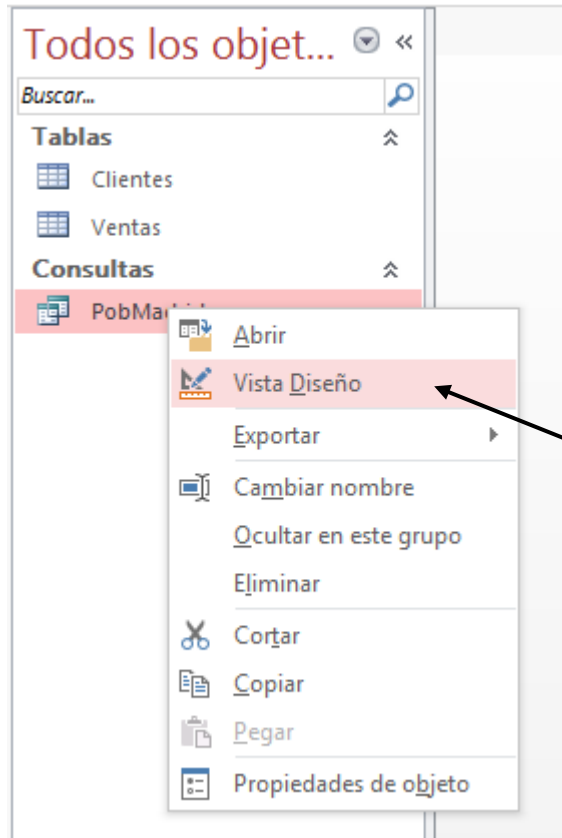 Todos los objet...
Buscar...
Tablas
Clientes
Ventas
Consultas
Abrir
Vista Diseño
Exportar
Cambiar nombre
Ocultar en este grupo
Eliminar
Cortar
Copiar
Pegar
Propiedades de objeto